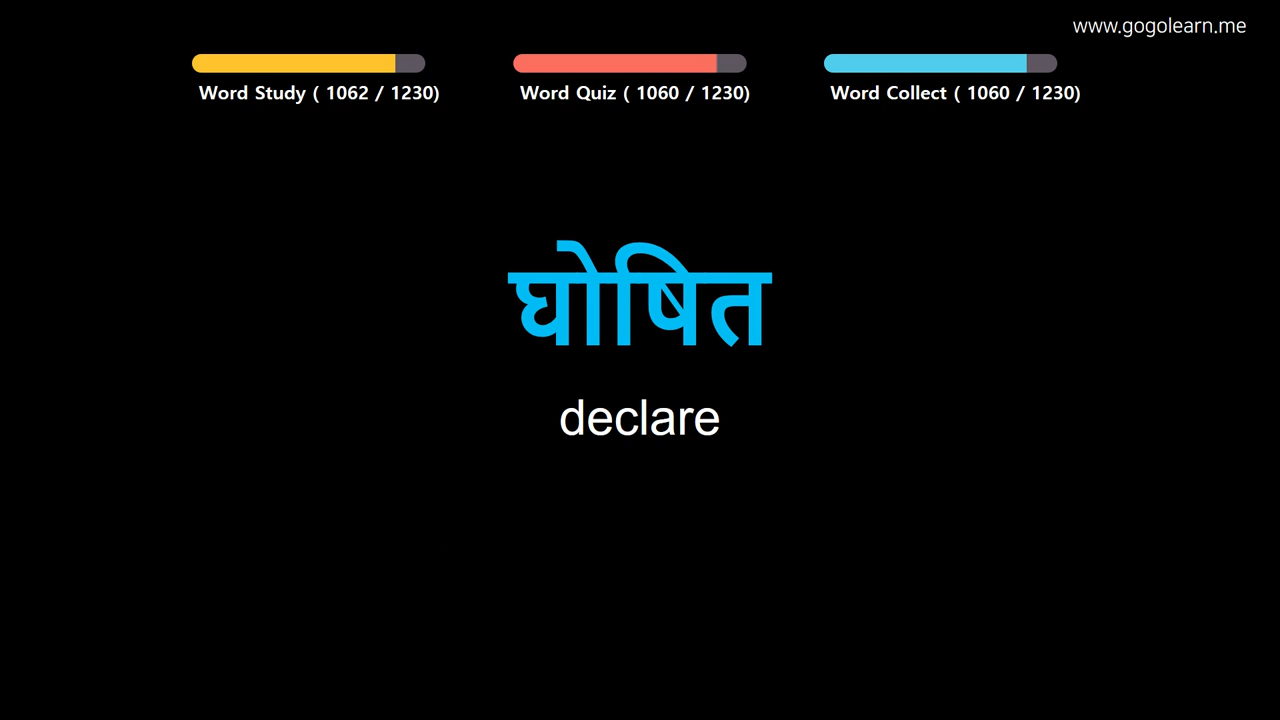 www.gogolearn.me
Word Study ( 1062 / 1230)
Word Quiz ( 1060 / 1230)
Word Collect ( 1060 / 1230)
घोषित
declare